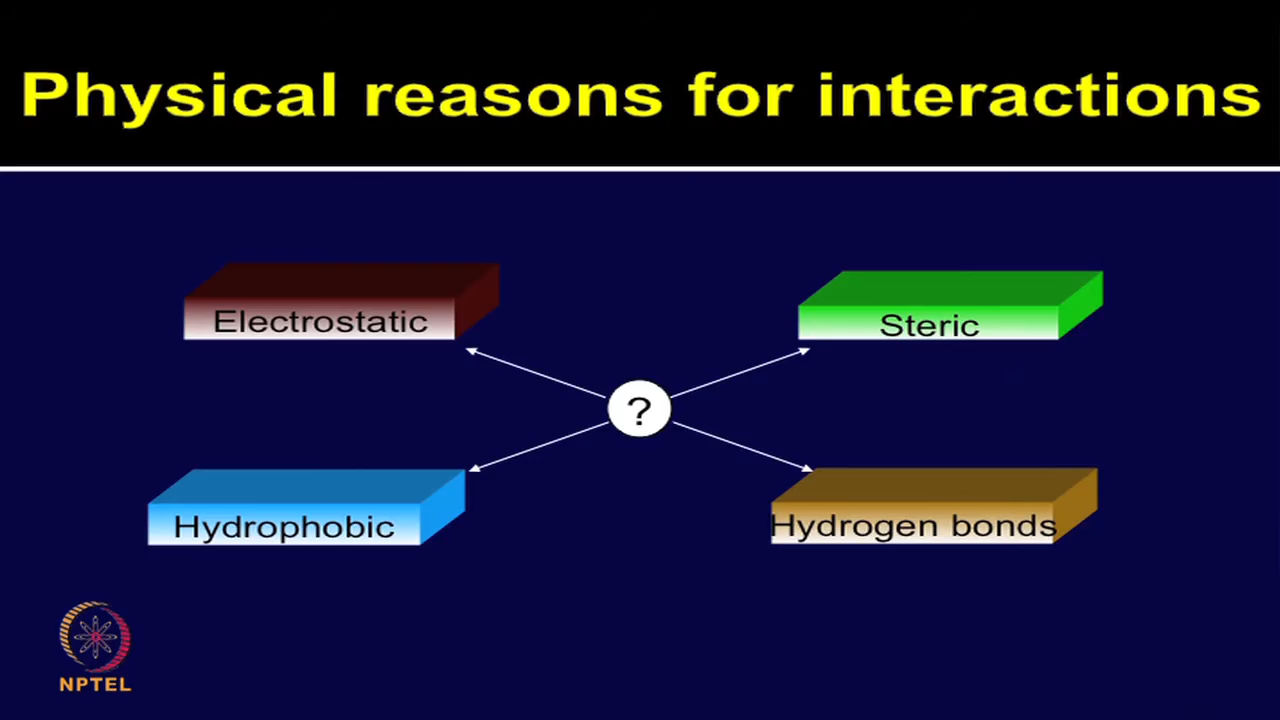 Physical reasons for interactions
Electrostatic
Steric
?
Hydrophobic
Hydrogen bonds
NPTEL